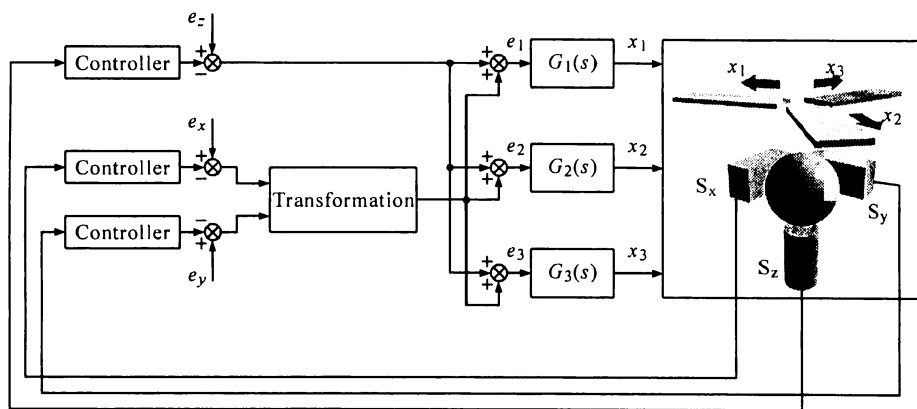 e_z
+
−
Controller
+
+
e_1
G_1(s)
x_1
x_1
x_3
x_2
e_x
+
−
Controller
Transformation
+
+
e_2
G_2(s)
x_2
S_x
S_y
−
+
Controller
e_y
+
+
e_3
G_3(s)
x_3
S_z